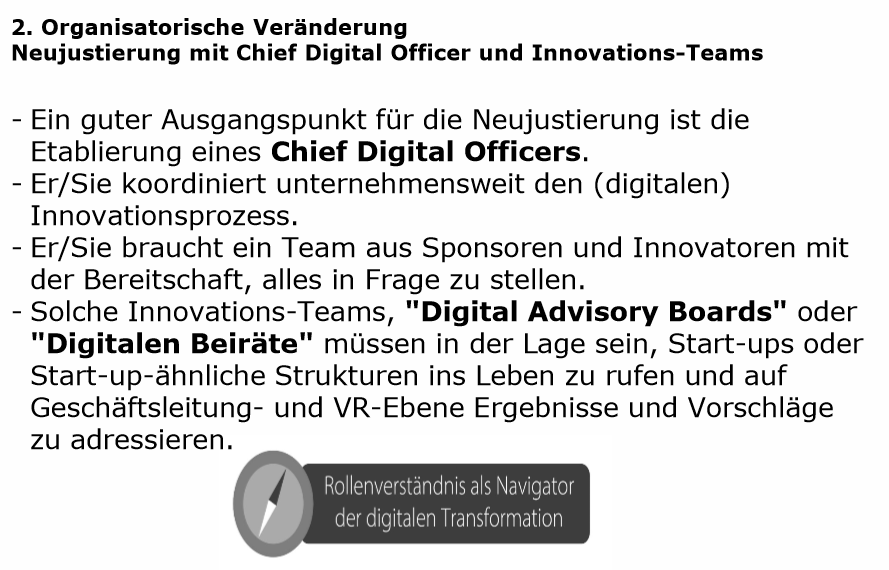 2. Organisatorische Veränderung
Neujustierung mit Chief Digital Officer und Innovations-Teams
- Ein guter Ausgangspunkt für die Neujustierung ist die
Etablierung eines Chief Digital Officers.
- Er/Sie koordiniert unternehmensweit den (digitalen)
Innovationsprozess.
- Er/Sie braucht ein Team aus Sponsoren und Innovatoren mit
der Bereitschaft, alles in Frage zu stellen.
- Solche Innovations-Teams, "Digital Advisory Boards" oder
"Digitalen Beiräte" müssen in der Lage sein, Start-ups oder
Start-up-ähnliche Strukturen ins Leben zu rufen und auf
Geschäftsleitung- und VR-Ebene Ergebnisse und Vorschläge
zu adressieren.
Rollenverständnis als Navigator
der digitalen Transformation